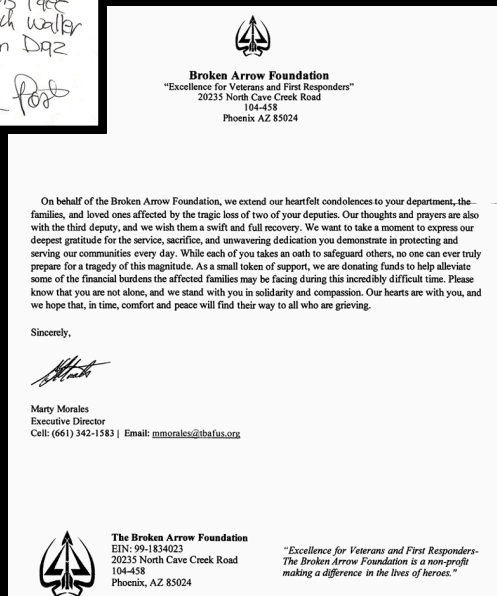 Post
Broken Arrow Foundation
"Excellence for Veterans and First Responders"
20235 North Cave Creek Road
104-458
Phoenix AZ 85024
On behalf of the Broken Arrow Foundation, we extend our heartfelt condolences to your department, the
families, and loved ones affected by the tragic loss of two of your deputies. Our thoughts and prayers are also
with the third deputy, and we wish them a swift and full recovery. We want to take a moment to express our
deepest gratitude for the service, sacrifice, and unwavering dedication you demonstrate in protecting and
serving our communities every day. While each of you takes an oath to safeguard others, no one can ever truly
prepare for a tragedy of this magnitude. As a small token of support, we are donating funds to help alleviate
some of the financial burdens the affected families may be facing during this incredibly difficult time. Please
know that you are not alone, and we stand with you in solidarity and compassion. Our hearts are with you, and
we hope that, in time, comfort and peace will find their way to all who are grieving.
Sincerely,
Marty Morales
Executive Director
Cell: (661) 342-1583 | Email: mmorales@tbafus.org
The Broken Arrow Foundation
EIN: 99-1834023
20235 North Cave Creek Road
104-458
Phoenix, AZ 85024
"Excellence for Veterans and First Responders-
The Broken Arrow Foundation is a non-profit
making a difference in the lives of heroes."